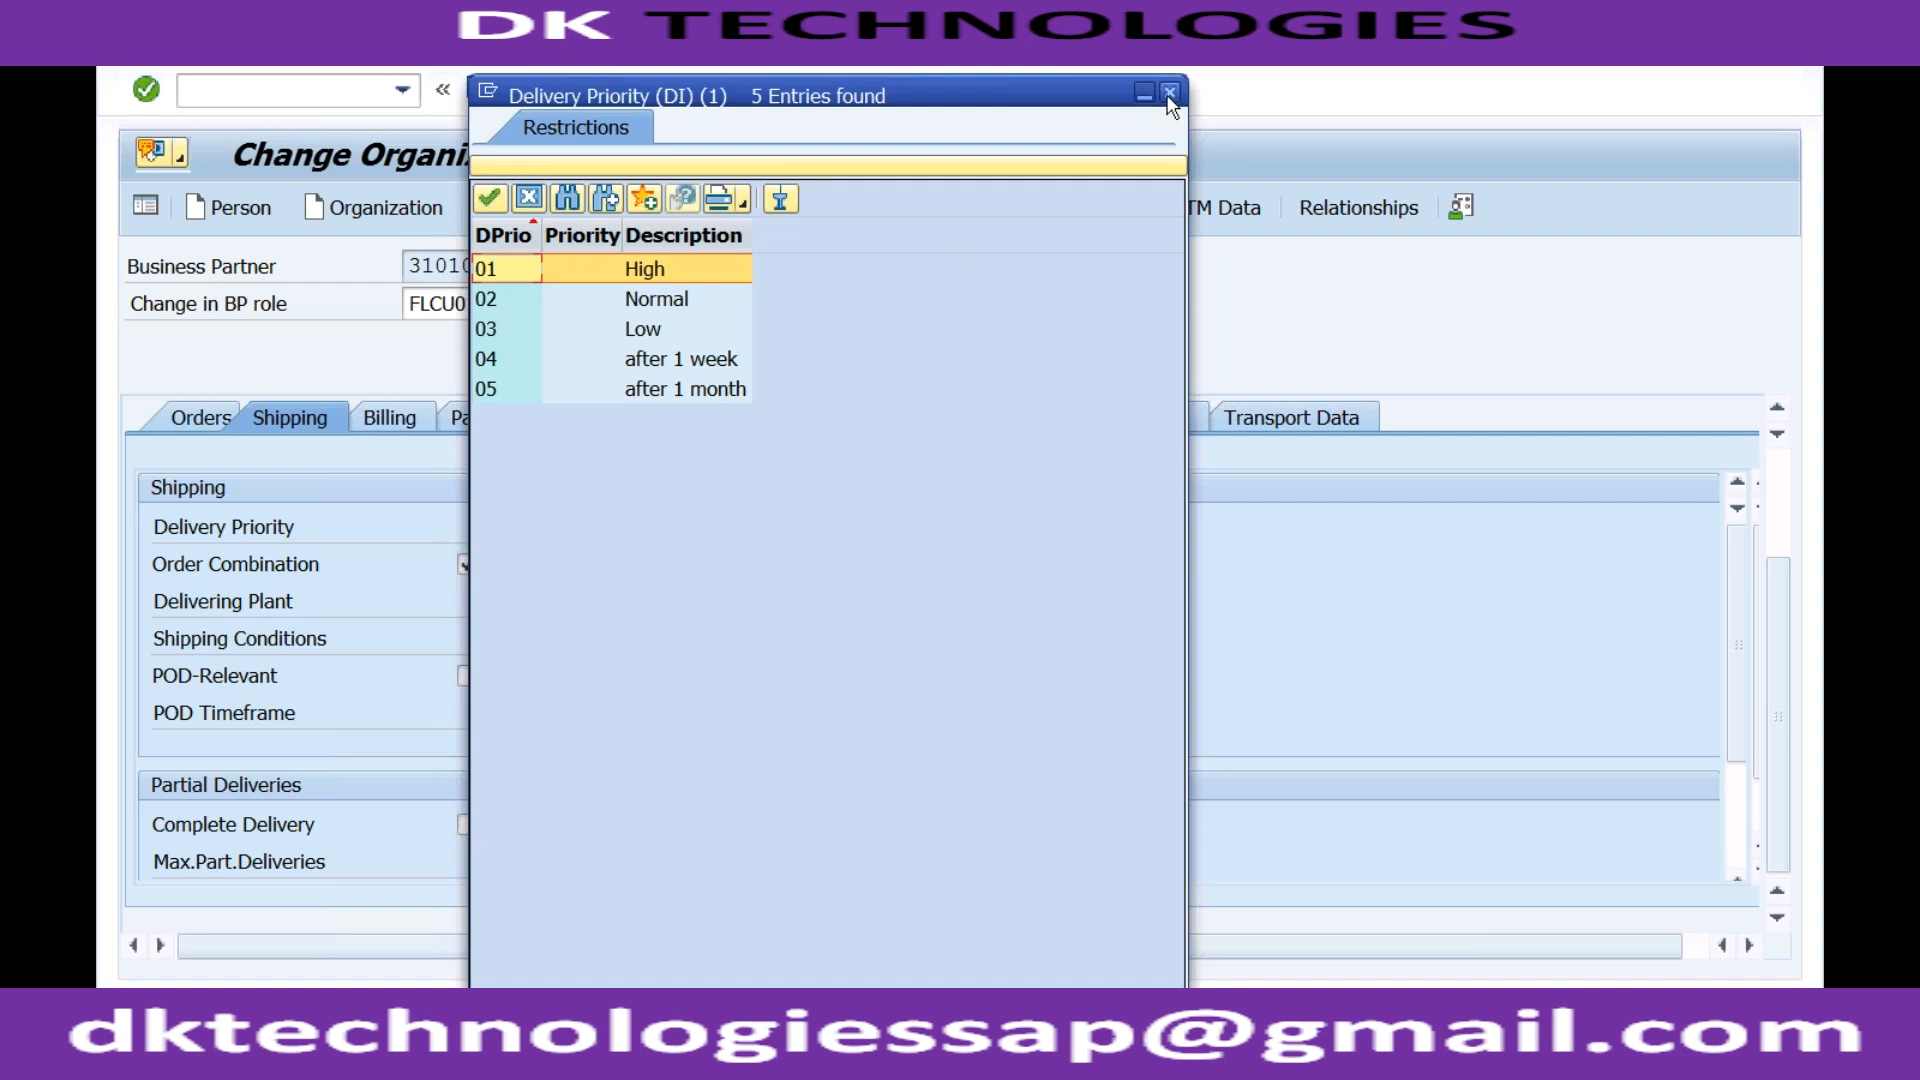 DK TECHNOLOGIES
Delivery Priority (DI) (1) 5 Entries found
Restrictions
Change Organi
Person Organization TM Data Relationships
DPrio Priority Description
Business Partner 3101
01 High
Change in BP role FLCU0
02 Normal
03 Low
04 after 1 week
05 after 1 month
Orders Shipping Billing Pa Transport Data
Shipping
Delivery Priority
Order Combination
Delivering Plant
Shipping Conditions
POD-Relevant
POD Timeframe
Partial Deliveries
Complete Delivery
Max.Part.Deliveries
dktechnologiessap@gmail.com